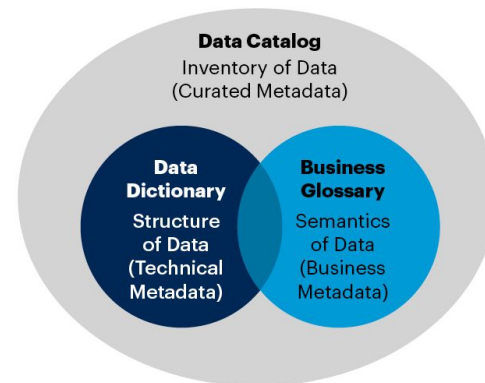 Data Catalog
Inventory of Data
(Curated Metadata)
Data
Dictionary
Structure
of Data
(Technical
Metadata)
Business
Glossary
Semantics
of Data
(Business
Metadata)